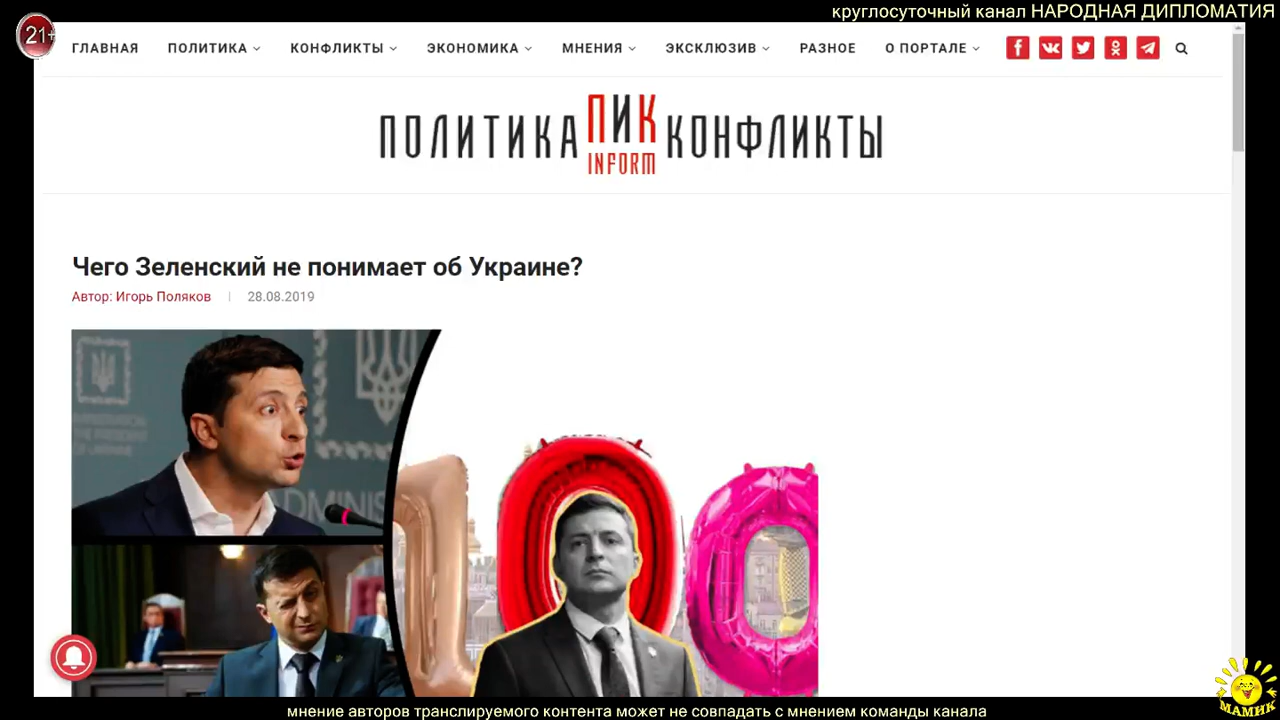 круглосуточный канал НАРОДНАЯ ДИПЛОМАТИЯ
21+
ГЛАВНАЯ ПОЛИТИКА КОНФЛИКТЫ ЭКОНОМИКА МНЕНИЯ ЭКСКЛЮЗИВ РАЗНОЕ О ПОРТАЛЕ
ПОЛИТИКА ПИК КОНФЛИКТЫ
INFORM
Чего Зеленский не понимает об Украине?
Автор: Игорь Поляков | 28.08.2019
ADMINIS
100
МАМИК
мнение авторов транслируемого контента может не совпадать с мнением команды канала